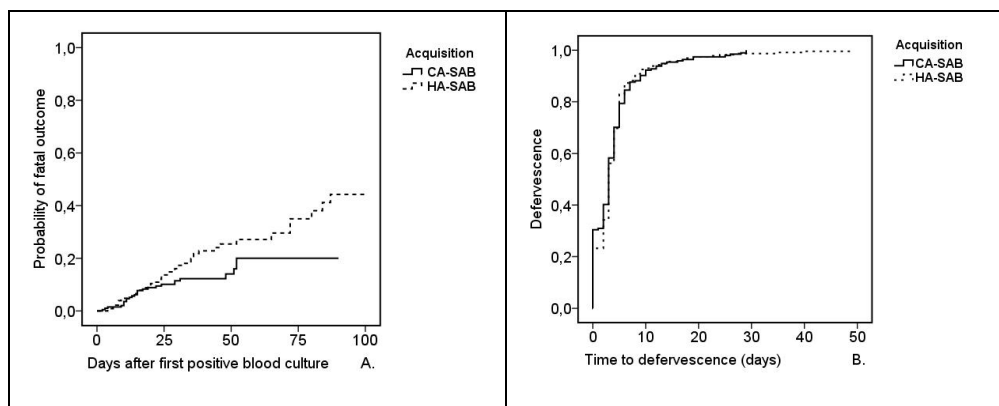 1,0
0,8
0,6
0,4
0,2
0,0
Probability of fatal outcome
0 25 50 75 100
Days after first positive blood culture A.
Acquisition
CA-SAB
HA-SAB
1,0
0,8
0,6
0,4
0,2
0,0
Defervescence
0 10 20 30 40 50
Time to defervescence (days) B.
Acquisition
CA-SAB
HA-SAB